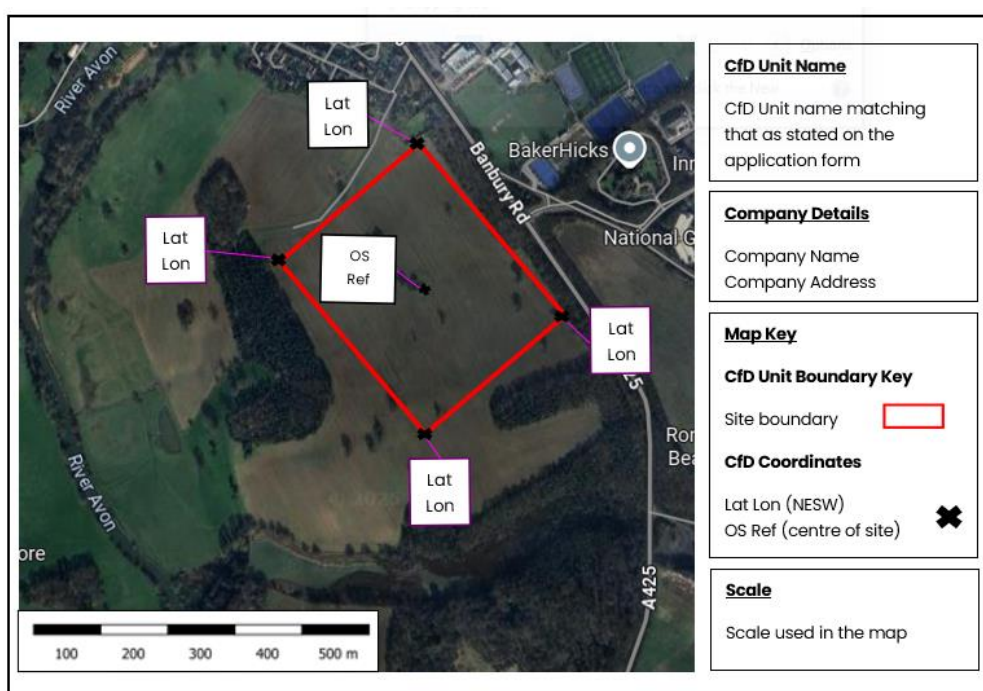 River Avon
Lat
Lon
BakerHicks
Inn
Banbury Rd
National G
Lat
Lon
OS
Ref
Lat
Lon
25
Ron
Bea
Lat
Lon
River Avon
ore
A425
100 200 300 400 500 m
CfD Unit Name
CfD Unit name matching
that as stated on the
application form
Company Details
Company Name
Company Address
Map Key
CfD Unit Boundary Key
Site boundary
CfD Coordinates
Lat Lon (NESW)
OS Ref (centre of site)
Scale
Scale used in the map